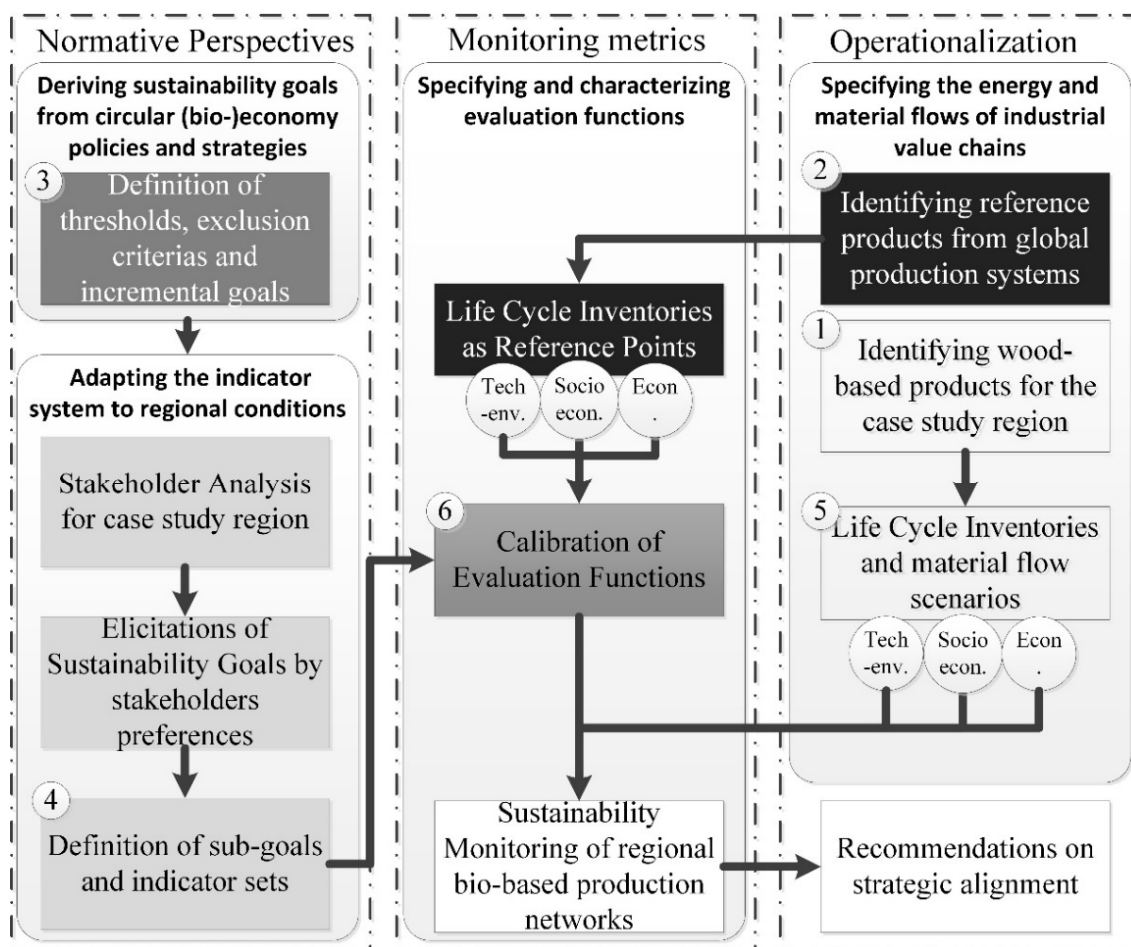 Normative Perspectives
Deriving sustainability goals
from circular (bio-)economy
policies and strategies
3
Definition of
thresholds, exclusion
criterias and
incremental goals
Adapting the indicator
system to regional conditions
Stakeholder Analysis
for case study region
Elicitations of
Sustainability Goals by
stakeholders
preferences
4
Definition of sub-goals
and indicator sets
Monitoring metrics
Specifying and characterizing
evaluation functions
Life Cycle Inventories
as Reference Points
Tech
-env.
Socio
econ.
Econ
.
6
Calibration of
Evaluation Functions
Sustainability
Monitoring of regional
bio-based production
networks
Operationalization
Specifying the energy and
material flows of industrial
value chains
2
Identifying reference
products from global
production systems
1
Identifying wood-
based products for the
case study region
5
Life Cycle Inventories
and material flow
scenarios
Tech
-env.
Socio
econ.
Econ
.
Recommendations on
strategic alignment